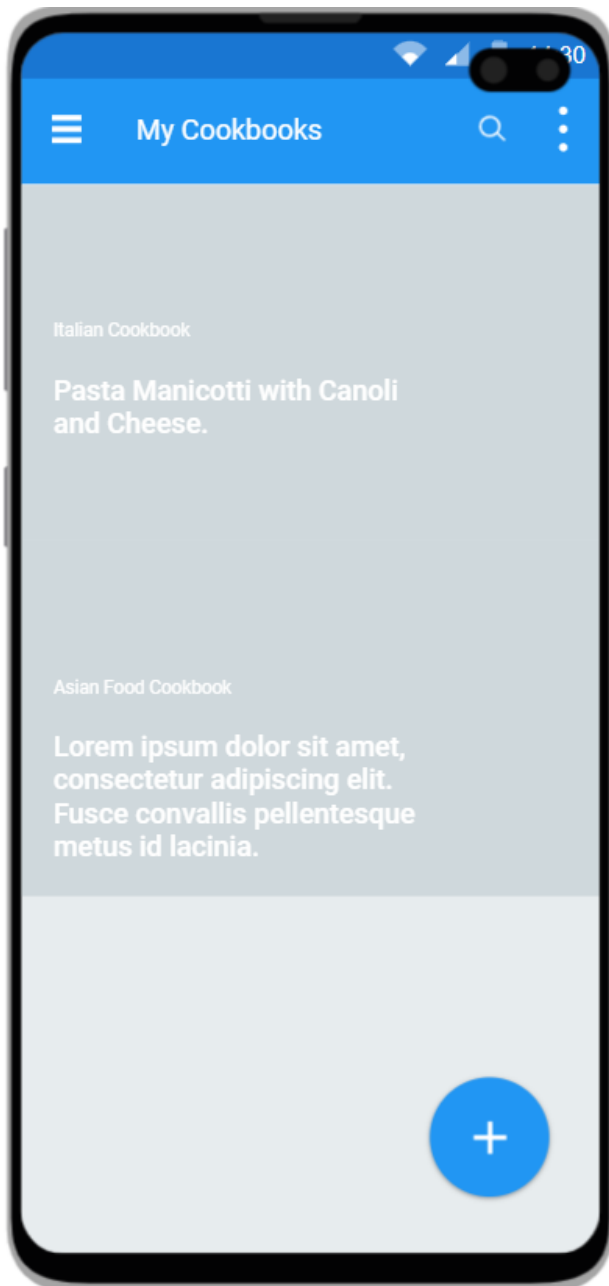 My Cookbooks
Italian Cookbook
Pasta Manicotti with Canoli
and Cheese.
Asian Food Cookbook
Lorem ipsum dolor sit amet,
consectetur adipiscing elit.
Fusce convallis pellentesque
metus id lacinia.